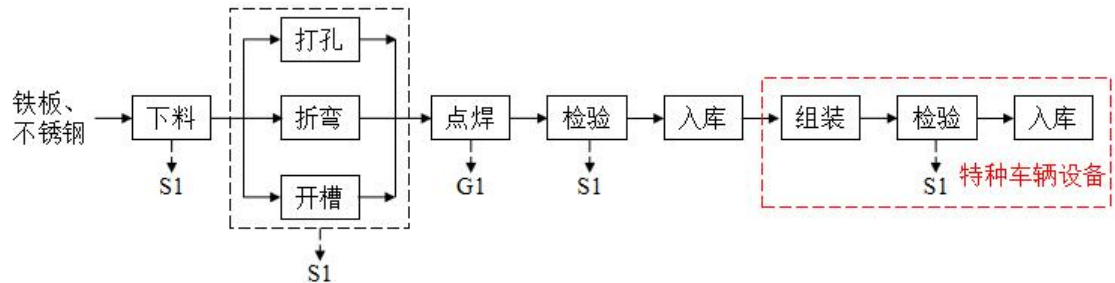 铁板、
不锈钢
下料
S1
打孔
折弯
开槽
S1
点焊
G1
检验
S1
入库
组装
检验
S1
入库
特种车辆设备